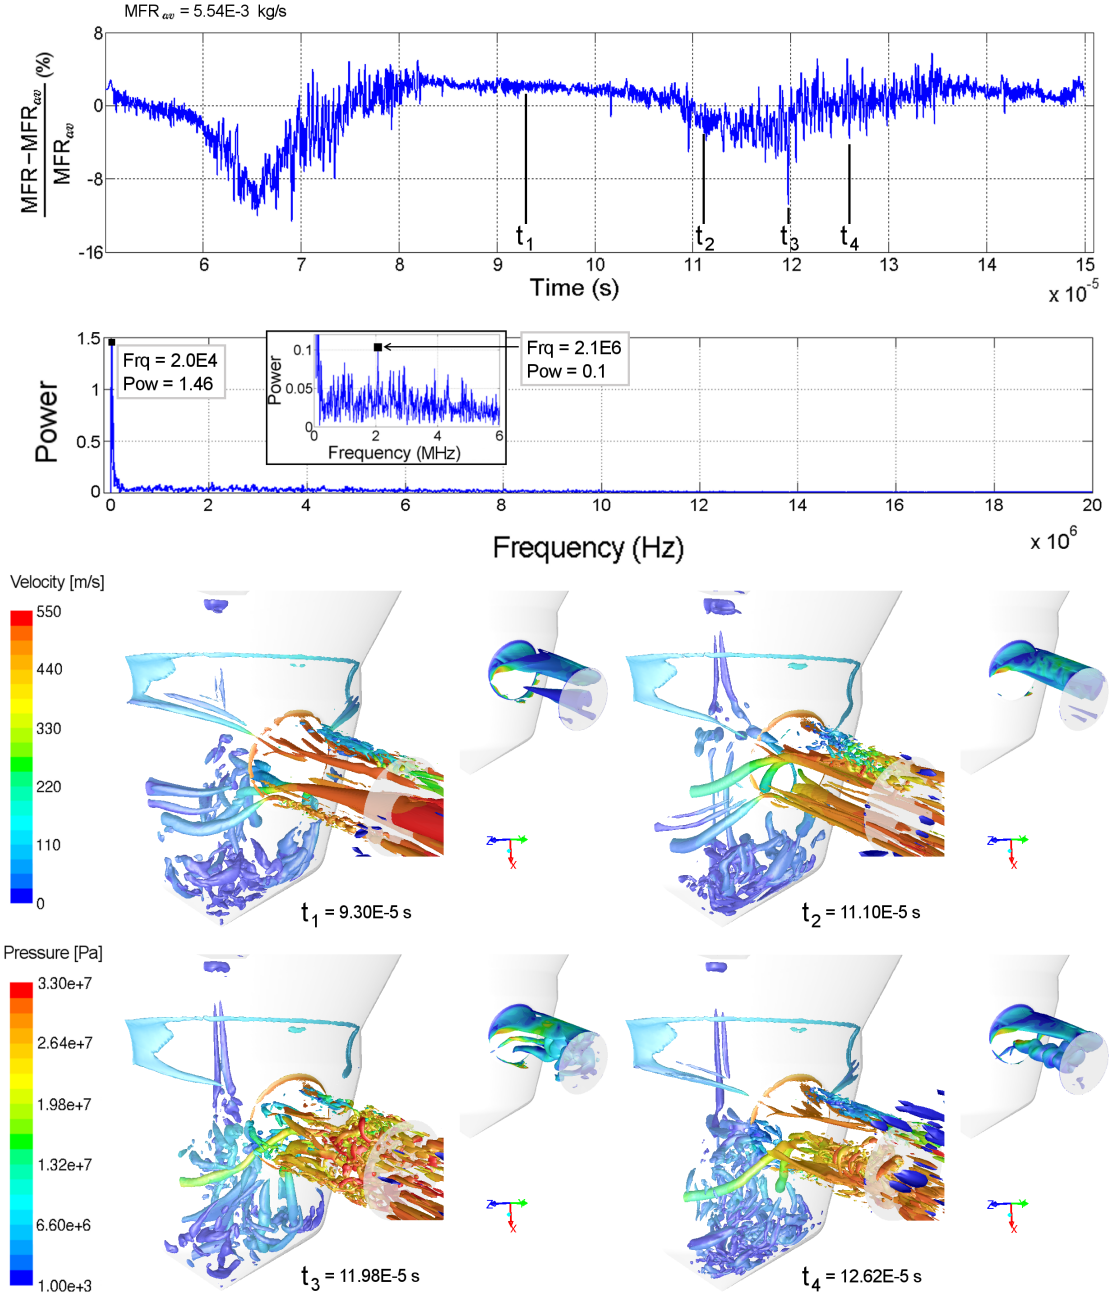 MFR av = 5.54E-3 kg/s
MFR−MFRav
MFRav
(%)
8
0
-8
-16
t1
t2
t3
t4
6 7 8 9 10 11 12 13 14 15
Time (s)
x 10-5
Power
1.5
1
0.5
0
Frq = 2.0E4
Pow = 1.46
Power
0.1
0.05
0
0 2 4 6
Frequency (MHz)
Frq = 2.1E6
Pow = 0.1
0 2 4 6 8 10 12 14 16 18 20
Frequency (Hz)
x 106
Velocity [m/s]
550
440
330
220
110
0
Z
X
t1 = 9.30E-5 s
Z
X
t2 = 11.10E-5 s
Pressure [Pa]
3.30e+7
2.64e+7
1.98e+7
1.32e+7
6.60e+6
1.00e+3
Z
X
t3 = 11.98E-5 s
Z
X
t4 = 12.62E-5 s